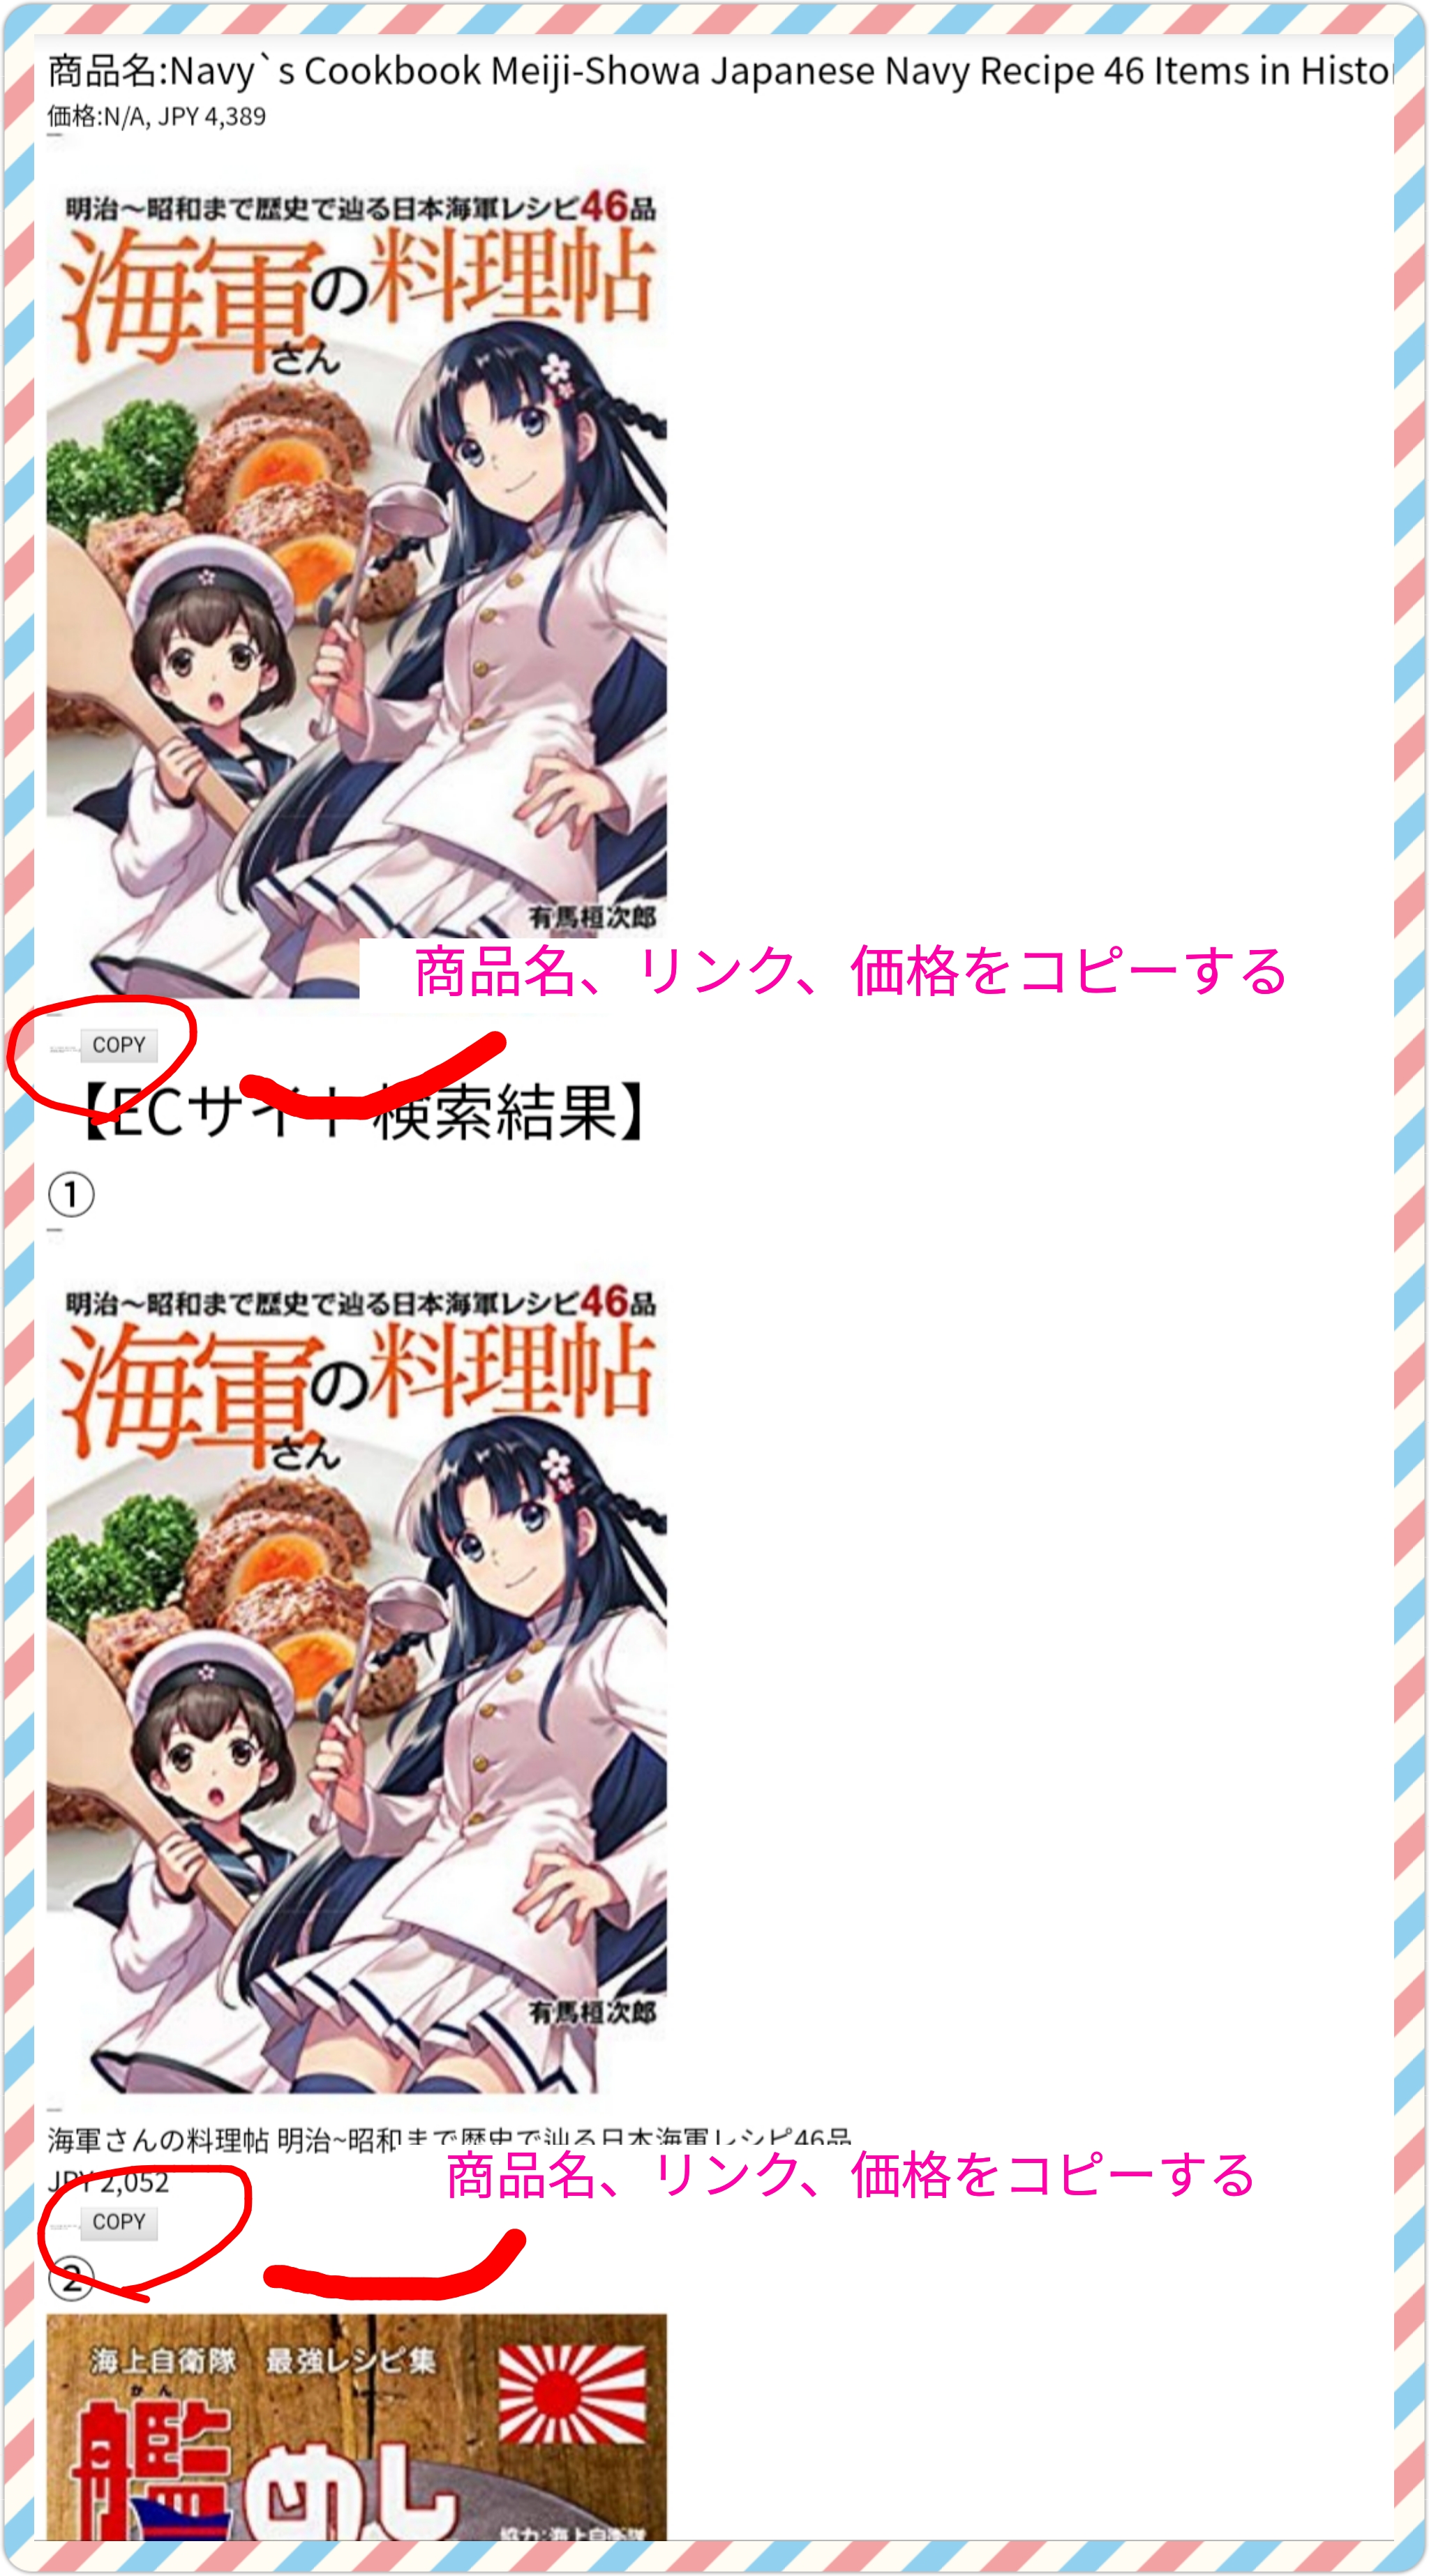 商品名:Navy`s Cookbook Meiji-Showa Japanese Navy Recipe 46 Items in Histo
価格:N/A, JPY 4,389
明治～昭和まで歴史で辿る日本海軍レシピ46品
海軍さんの料理帖
有馬桓次郎
商品名、リンク、価格をコピーする
COPY
【ECサイト検索結果】
①
明治～昭和まで歴史で辿る日本海軍レシピ46品
海軍さんの料理帖
有馬桓次郎
海軍さんの料理帖 明治~昭和まで歴史で辿る日本海軍レシピ46品
商品名、リンク、価格をコピーする
JPY 2,052
COPY
②
海上自衛隊 最強レシピ集
かん
艦めし
協力:海上自衛隊